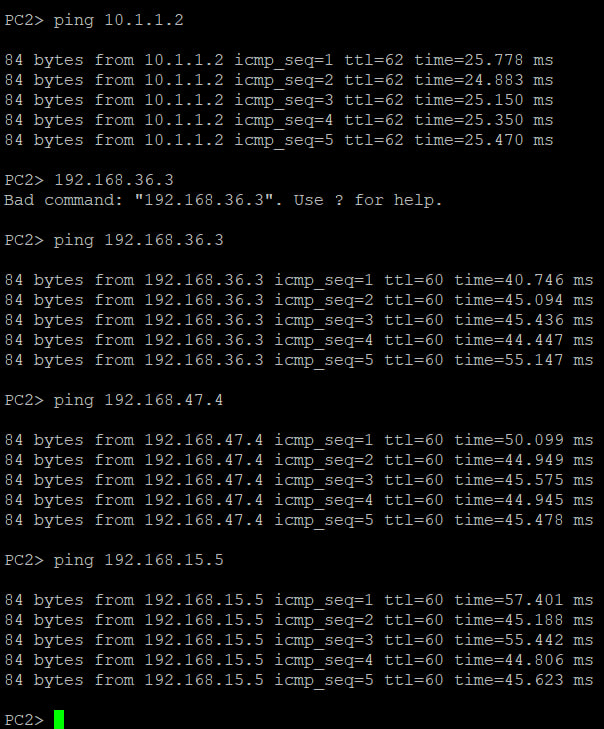 PC2> ping 10.1.1.2
84 bytes from 10.1.1.2 icmp_seq=1 ttl=62 time=25.778 ms
84 bytes from 10.1.1.2 icmp_seq=2 ttl=62 time=24.883 ms
84 bytes from 10.1.1.2 icmp_seq=3 ttl=62 time=25.150 ms
84 bytes from 10.1.1.2 icmp_seq=4 ttl=62 time=25.350 ms
84 bytes from 10.1.1.2 icmp_seq=5 ttl=62 time=25.470 ms
PC2> 192.168.36.3
Bad command: "192.168.36.3". Use ? for help.
PC2> ping 192.168.36.3
84 bytes from 192.168.36.3 icmp_seq=1 ttl=60 time=40.746 ms
84 bytes from 192.168.36.3 icmp_seq=2 ttl=60 time=45.094 ms
84 bytes from 192.168.36.3 icmp_seq=3 ttl=60 time=45.436 ms
84 bytes from 192.168.36.3 icmp_seq=4 ttl=60 time=44.447 ms
84 bytes from 192.168.36.3 icmp_seq=5 ttl=60 time=55.147 ms
PC2> ping 192.168.47.4
84 bytes from 192.168.47.4 icmp_seq=1 ttl=60 time=50.099 ms
84 bytes from 192.168.47.4 icmp_seq=2 ttl=60 time=44.949 ms
84 bytes from 192.168.47.4 icmp_seq=3 ttl=60 time=45.575 ms
84 bytes from 192.168.47.4 icmp_seq=4 ttl=60 time=44.945 ms
84 bytes from 192.168.47.4 icmp_seq=5 ttl=60 time=45.478 ms
PC2> ping 192.168.15.5
84 bytes from 192.168.15.5 icmp_seq=1 ttl=60 time=57.401 ms
84 bytes from 192.168.15.5 icmp_seq=2 ttl=60 time=45.188 ms
84 bytes from 192.168.15.5 icmp_seq=3 ttl=60 time=55.442 ms
84 bytes from 192.168.15.5 icmp_seq=4 ttl=60 time=44.806 ms
84 bytes from 192.168.15.5 icmp_seq=5 ttl=60 time=45.623 ms
PC2>